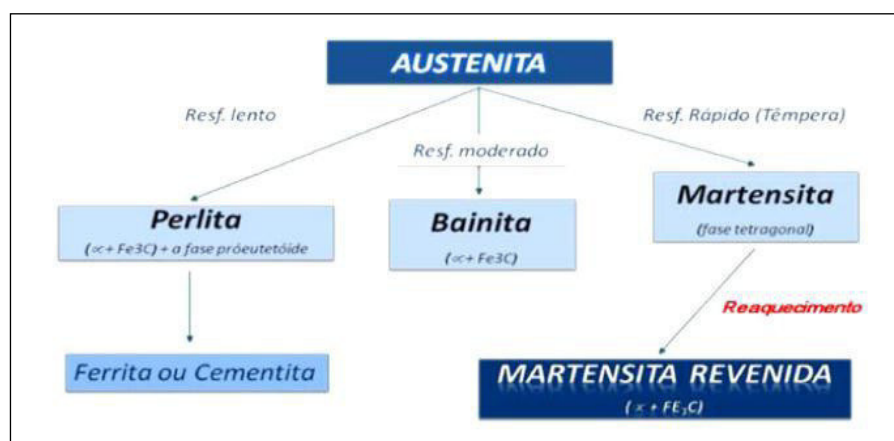 AUSTENITA
Resf. lento
Resf. Rápido (Têmpera)
Resf. moderado
Perlita
(∝+ Fe3C) + a fase próeutetóide
Bainita
(∝+ Fe3C)
Martensita
(fase tetragonal)
Reaquecimento
Ferrita ou Cementita
MARTENSITA REVENIDA
(∝ + FE₃C)